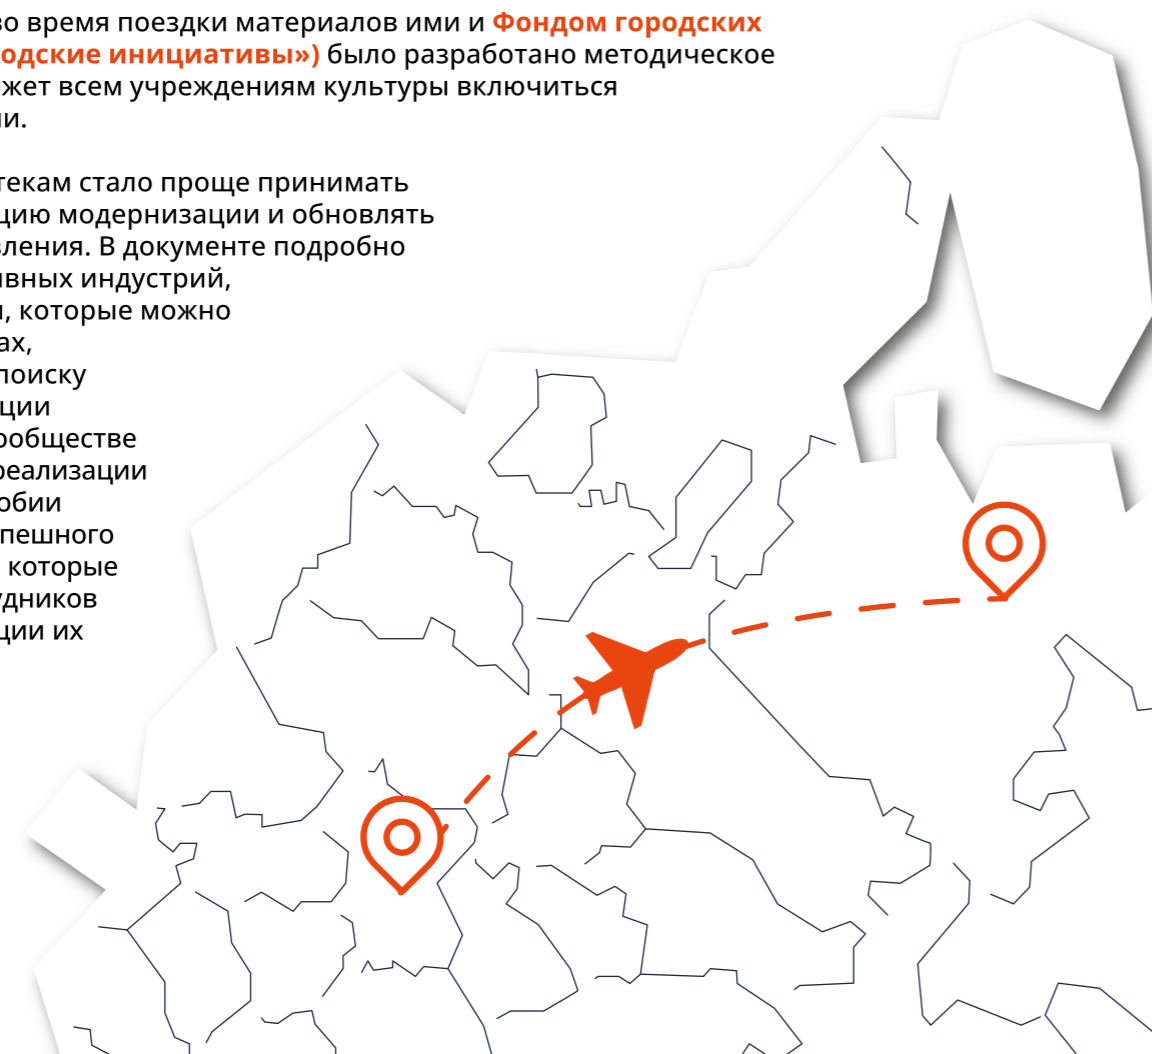 во время поездки материалов ими и Фондом городских
одские инициативы») было разработано методическое
жет всем учреждениям культуры включиться
и.
текам стало проще принимать
цию модернизации и обновлять
вления. В документе подробно
ивных индустрий,
, которые можно
ах,
поиску
ции
ообществе
реализации
обии
пешного
которые
удников
ции их